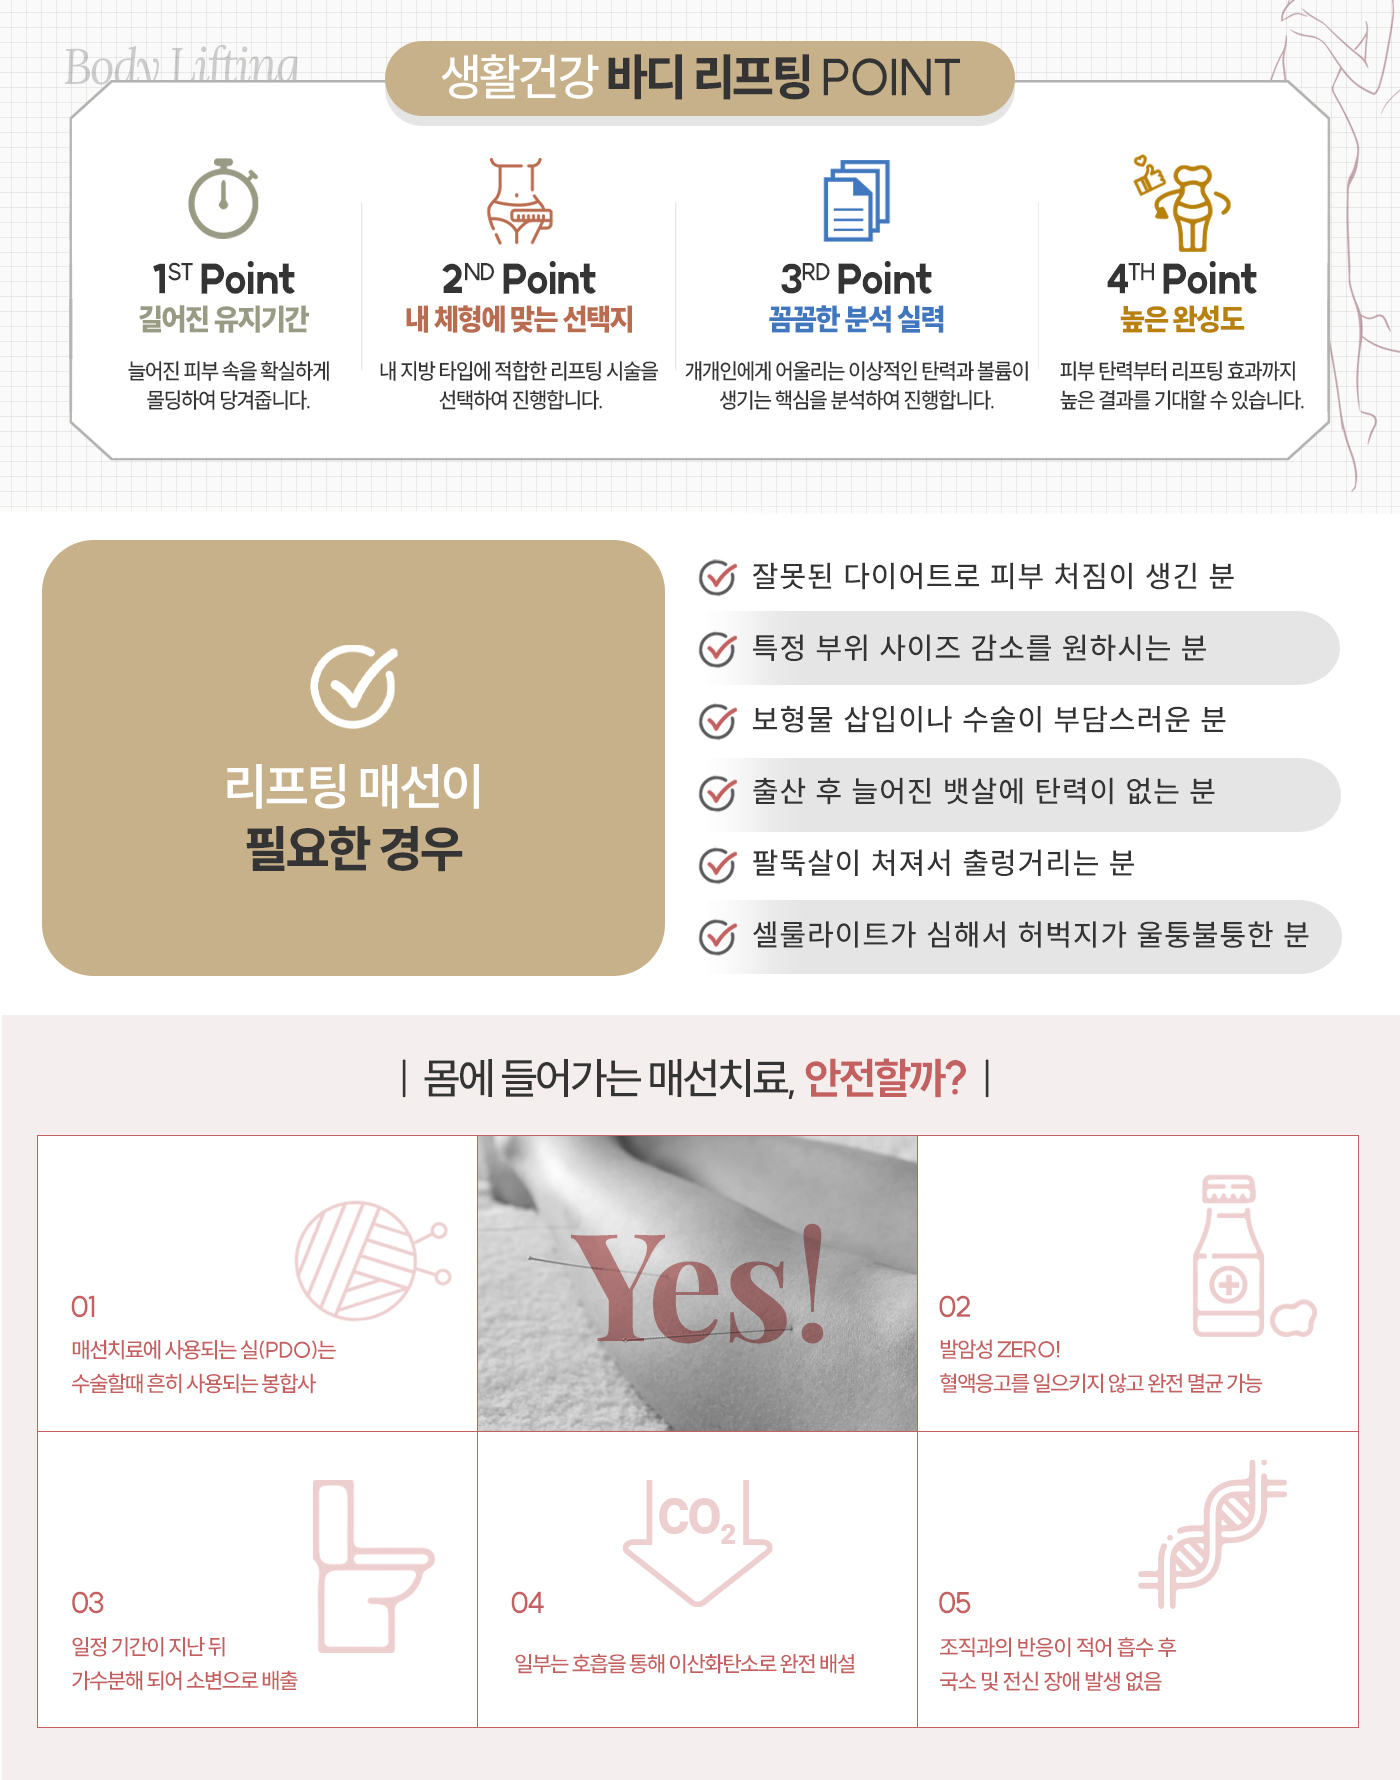 Body Lifting
생활건강 바디 리프팅 POINT
1ST Point
길어진 유지기간
늘어진 피부 속을 확실하게
몰딩하여 당겨줍니다.
2ND Point
내 체형에 맞는 선택지
내 지방 타입에 적합한 리프팅 시술을
선택하여 진행합니다.
3RD Point
꼼꼼한 분석 실력
개개인에게 어울리는 이상적인 탄력과 볼륨이
생기는 핵심을 분석하여 진행합니다.
4TH Point
높은 완성도
피부 탄력부터 리프팅 효과까지
높은 결과를 기대할 수 있습니다.
리프팅 매선이
필요한 경우
잘못된 다이어트로 피부 처짐이 생긴 분
특정 부위 사이즈 감소를 원하시는 분
보형물 삽입이나 수술이 부담스러운 분
출산 후 늘어진 뱃살에 탄력이 없는 분
팔뚝살이 처져서 출렁거리는 분
셀룰라이트가 심해서 허벅지가 울퉁불퉁한 분
| 몸에 들어가는 매선치료, 안전할까? |
01
매선치료에 사용되는 실(PDO)는
수술할때 흔히 사용되는 봉합사
Yes!
02
발암성 ZERO!
혈액응고를 일으키지 않고 완전 멸균 가능
03
일정 기간이 지난 뒤
가수분해 되어 소변으로 배출
CO2
04
일부는 호흡을 통해 이산화탄소로 완전 배설
05
조직과의 반응이 적어 흡수 후
국소 및 전신 장애 발생 없음